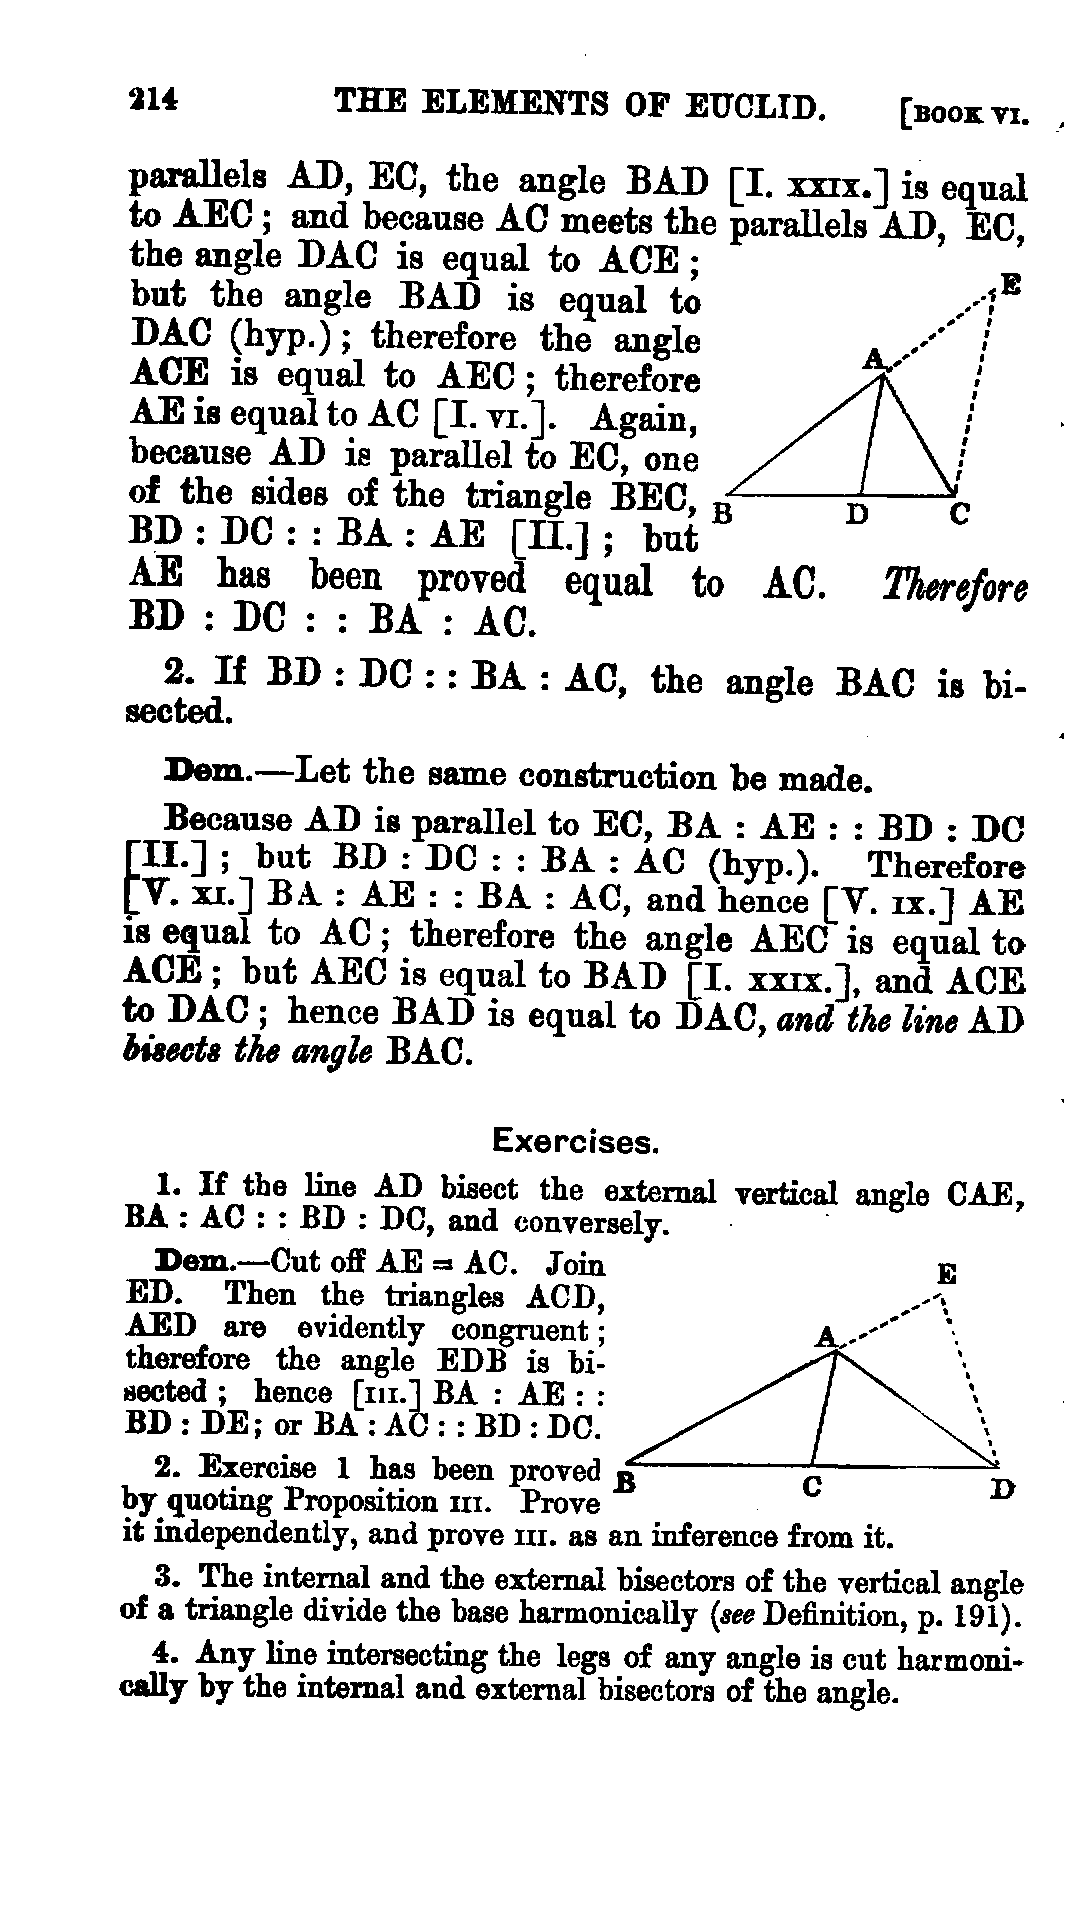 214 THE ELEMENTS OF EUCLID. [BOOK VI.
parallels AD, EC, the angle BAD [I. XXIX.] is equal
to AEC; and because AC meets the parallels AD, EC,
the angle DAC is equal to ACE;
but the angle BAD is equal to
DAC (hyp.); therefore the angle
ACE is equal to AEC; therefore
AE is equal to AC [I. VI.]. Again,
because AD is parallel to EC, one
of the sides of the triangle BEC,
BD : DC : : BA : AE [II.]; but
AE has been proved equal to AC. Therefore
BD : DC : : BA : AC.
E
A
B D C
2. If BD : DC : : BA : AC, the angle BAC is bi-
sected.
Dem.—Let the same construction be made.
Because AD is parallel to EC, BA : AE : : BD : DC
[II.]; but BD : DC : : BA : AC (hyp.). Therefore
[V. XI.] BA : AE : : BA : AC, and hence [V. IX.] AE
is equal to AC; therefore the angle AEC is equal to
ACE; but AEC is equal to BAD [I. XXIX.], and ACE
to DAC; hence BAD is equal to DAC, and the line AD
bisects the angle BAC.
Exercises.
1. If the line AD bisect the external vertical angle CAE,
BA : AC : : BD : DC, and conversely.
Dem.—Cut off AE = AC. Join
ED. Then the triangles ACD,
AED are evidently congruent;
therefore the angle EDB is bi-
sected; hence [III.] BA : AE : :
BD : DE; or BA : AC : : BD : DC.
E
A
B C D
2. Exercise 1 has been proved
by quoting Proposition III. Prove
it independently, and prove III. as an inference from it.
3. The internal and the external bisectors of the vertical angle
of a triangle divide the base harmonically (see Definition, p. 191).
4. Any line intersecting the legs of any angle is cut harmoni-
cally by the internal and external bisectors of the angle.